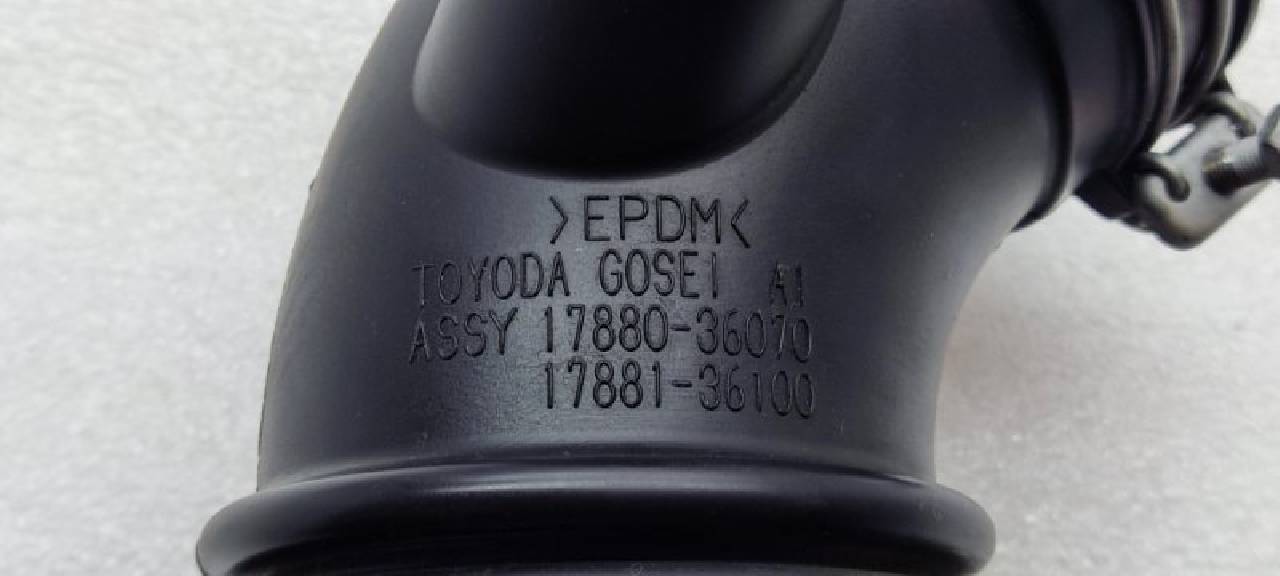 >EPDM<
TOYODA GOSEI A1
ASSY 17880-36070
17881-36100